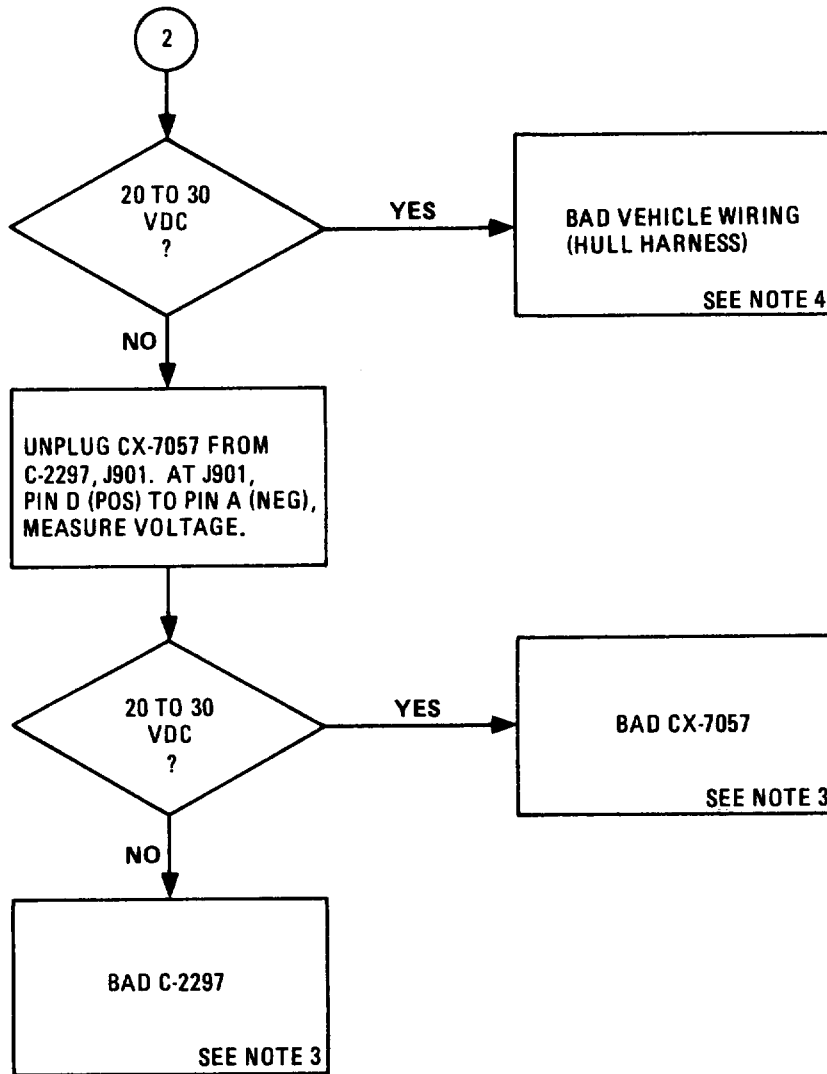 2
20 TO 30
VDC
?
YES
BAD VEHICLE WIRING
(HULL HARNESS)
SEE NOTE 4
NO
UNPLUG CX-7057 FROM
C-2297, J901. AT J901,
PIN D (POS) TO PIN A (NEG),
MEASURE VOLTAGE.
20 TO 30
VDC
?
YES
BAD CX-7057
SEE NOTE 3
NO
BAD C-2297
SEE NOTE 3